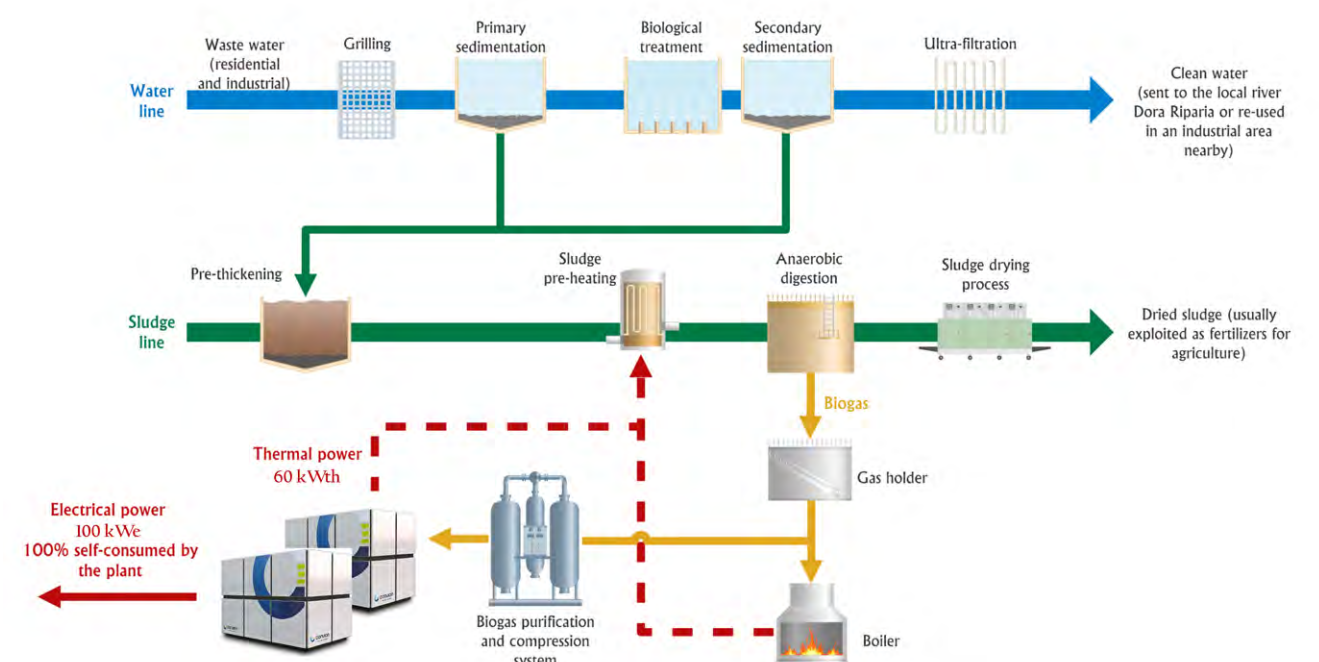 Waste water
(residential
and industrial)
Grilling
Primary
sedimentation
Biological
treatment
Secondary
sedimentation
Ultra-filtration
Water
line
Clean water
(sent to the local river
Dora Riparia or re-used
in an industrial area
nearby)
Pre-thickening
Sludge
pre-heating
Anaerobic
digestion
Sludge drying
process
Sludge
line
Dried sludge (usually
exploited as fertilizers for
agriculture)
Biogas
Thermal power
60 kWth
Gas holder
Electrical power
100 kWe
100% self-consumed by
the plant
Biogas purification
and compression
system
Boiler